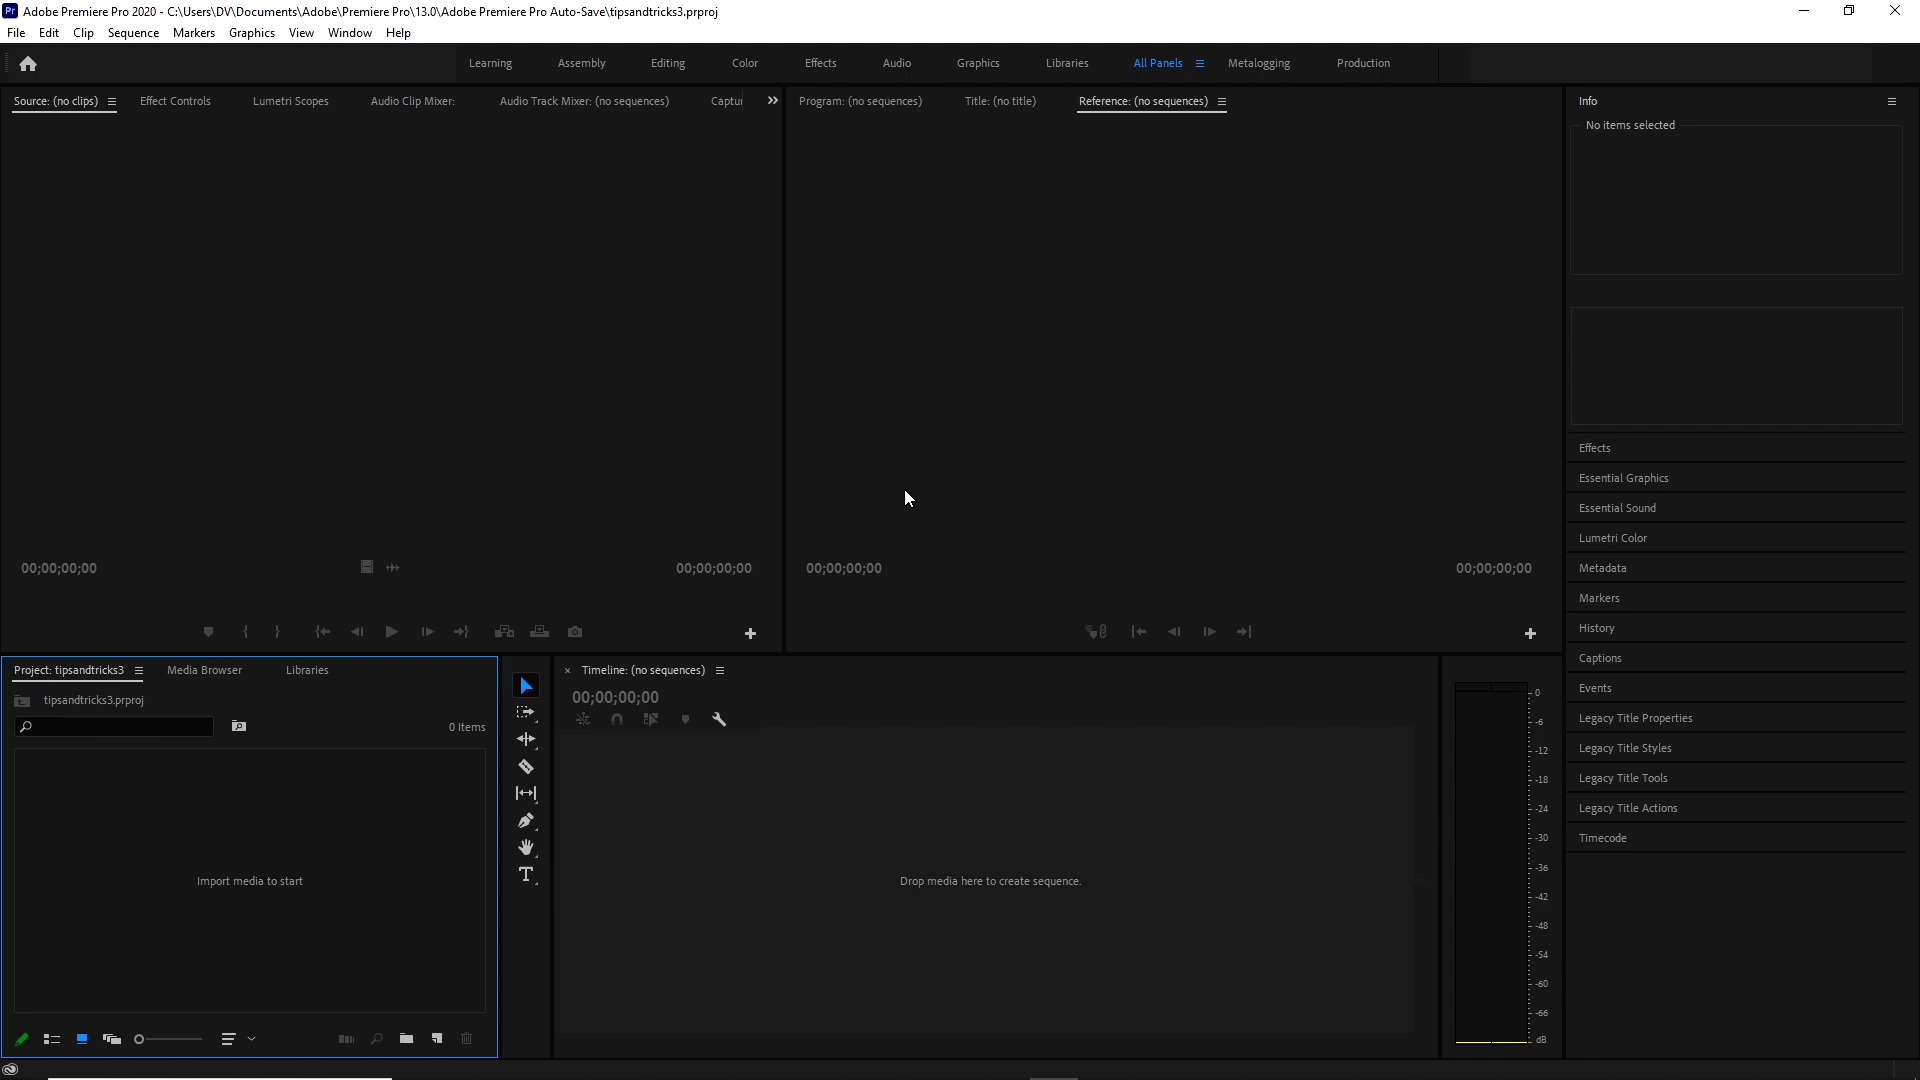 Pr Adobe Premiere Pro 2020 - C:\Users\DV\Documents\Adobe\Premiere Pro\13.0\Adobe Premiere Pro Auto-Save\tipsandtricks3.prproj
File Edit Clip Sequence Markers Graphics View Window Help
Learning Assembly Editing Color Effects Audio Graphics Libraries All Panels Metalogging Production
Source: (no clips) Effect Controls Lumetri Scopes Audio Clip Mixer: Audio Track Mixer: (no sequences) Captu
Program: (no sequences) Title: (no title) Reference: (no sequences)
Info
No items selected
00;00;00;00 00;00;00;00
00;00;00;00 00;00;00;00
Effects
Essential Graphics
Essential Sound
Lumetri Color
Metadata
Markers
History
Captions
Events
Legacy Title Properties
Legacy Title Styles
Legacy Title Tools
Legacy Title Actions
Timecode
Project: tipsandtricks3 Media Browser Libraries
tipsandtricks3.prproj
0 Items
Import media to start
T
Timeline: (no sequences)
00;00;00;00
Drop media here to create sequence.
0
-6
-12
-18
-24
-30
-36
-42
-48
-54
-60
-66
dB